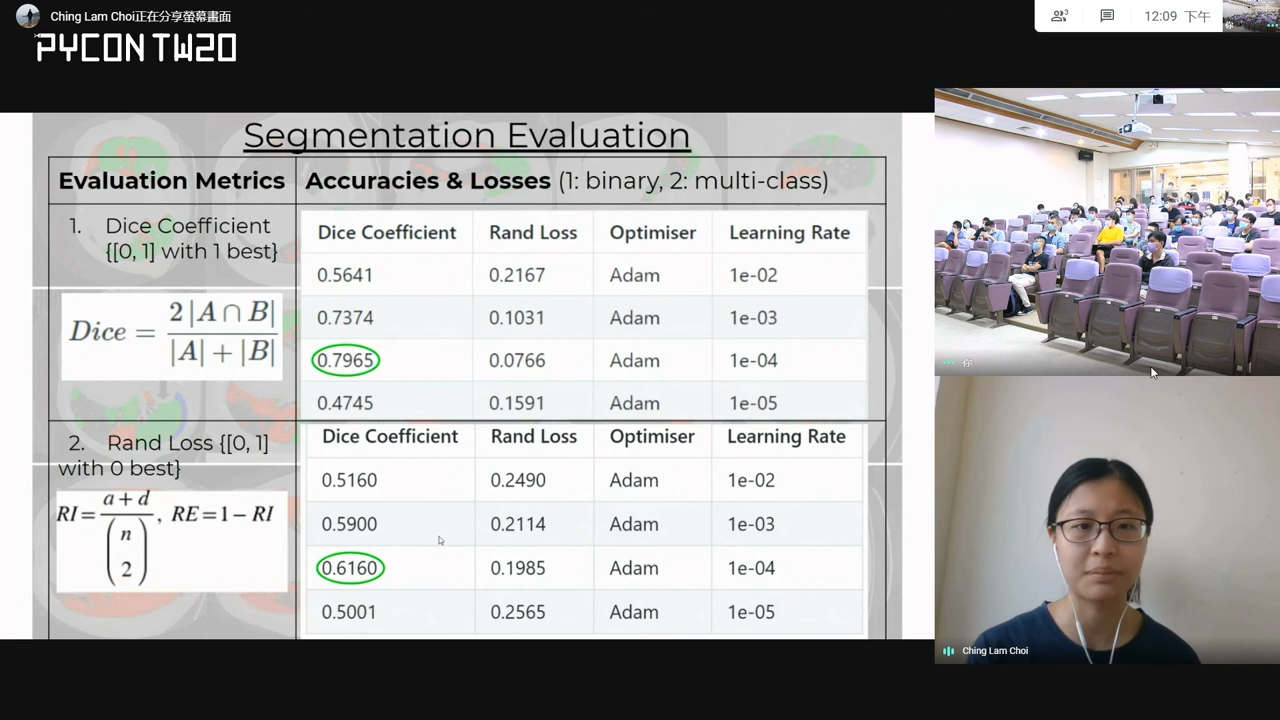 Ching Lam Choi正在分享螢幕畫面
PYCON TW20
3
12:09 下午
你
Segmentation Evaluation
Evaluation Metrics
Accuracies & Losses (1: binary, 2: multi-class)
1. Dice Coefficient
{[0, 1] with 1 best}
Dice = 2|A ∩ B| / |A| + |B|
Dice Coefficient Rand Loss Optimiser Learning Rate
0.5641 0.2167 Adam 1e-02
0.7374 0.1031 Adam 1e-03
0.7965 0.0766 Adam 1e-04
0.4745 0.1591 Adam 1e-05
2. Rand Loss {[0, 1]
with 0 best}
RI = a + d / (n 2), RE = 1 − RI
Dice Coefficient Rand Loss Optimiser Learning Rate
0.5160 0.2490 Adam 1e-02
0.5900 0.2114 Adam 1e-03
0.6160 0.1985 Adam 1e-04
0.5001 0.2565 Adam 1e-05
你
Ching Lam Choi